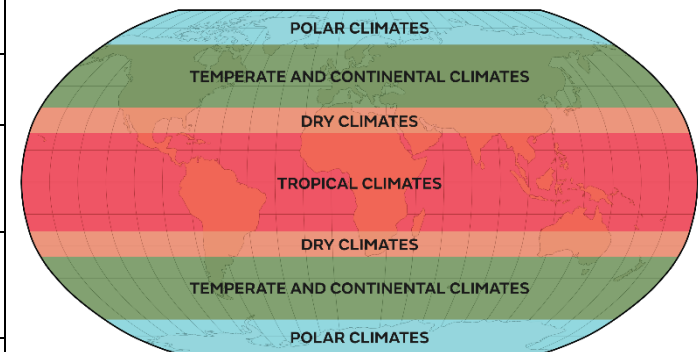 POLAR CLIMATES
TEMPERATE AND CONTINENTAL CLIMATES
DRY CLIMATES
TROPICAL CLIMATES
DRY CLIMATES
TEMPERATE AND CONTINENTAL CLIMATES
POLAR CLIMATES